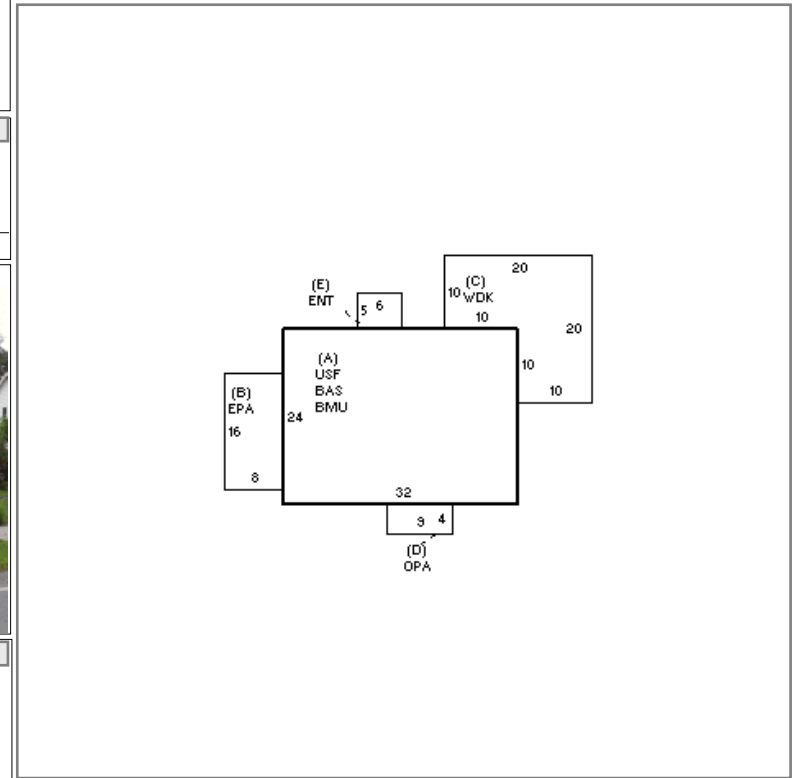 20
(C)
10 WDK
10
20
(E)
ENT
5 6
(A)
USF
BAS
BMU
24
32
10
10
(B)
EPA
16
8
9 4
(D)
OPA